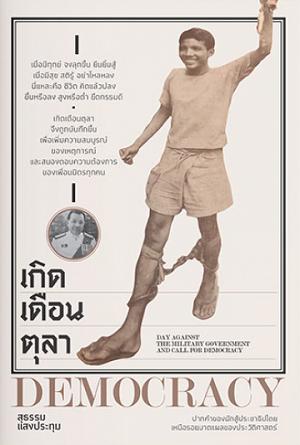 เมื่อมีทุกข์ จงลุกขึ้น ยืนยิ้มสู้
เมื่อมีสุข สติรู้ อย่าไหลหลง
นี่แหละคือ ชีวิต คิดแล้วปลง
ยืนหรือลง สูงหรือต่ำ ยึดกรรมดี
เกิดเดือนตุลา
จึงถูกบันทึกขึ้น
เพื่อเพิ่มความสมบูรณ์
ของเหตุการณ์
และสนองตอบความต้องการ
ของเพื่อนมิตรทุกคน
เกิด
เดือน
ตุลา
DAY AGAINST
THE MILITARY GOVERNMENT
AND CALL FOR DEMOCRACY
DEMOCRACY
สุธรรม
แสงประทุม
ปากคำของนักสู้ประชาธิปไตย
เหนือรอยบาดแผลของประวัติศาสตร์